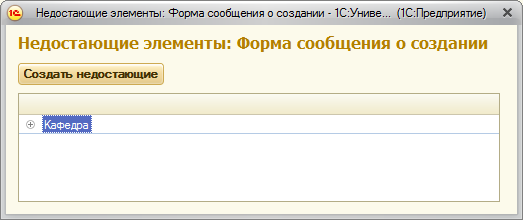 Недостающие элементы: Форма сообщения о создании - 1С:Униве... (1С:Предприятие)
Недостающие элементы: Форма сообщения о создании
Создать недостающие
Кафедра